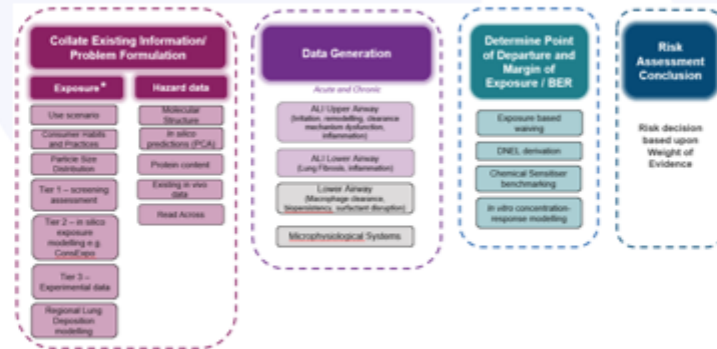 Collate Existing Information/
Problem Formulation
Exposure*
Use scenario
Consumer Habits
and Practices
Particle Size
Distribution
Tier 1 – screening
assessment
Tier 2 – in silico
exposure
modelling e.g.
ConsExpo
Tier 3 –
Experimental data
Regional Lung
Deposition
modelling
Hazard data
Molecular
Structure
In silico
predictions (PCA)
Protein content
Existing in vivo
data
Read Across
Data Generation
Acute and Chronic
ALI Upper Airway
(Irritation, remodelling, clearance
mechanism dysfunction,
inflammation)
ALI Lower Airway
(Lung Fibrosis, inflammation)
Lower Airway
(Macrophage clearance,
biopersistency, surfactant disruption)
Microphysiological Systems
Determine Point
of Departure and
Margin of
Exposure / BER
Exposure based
waiving
DNEL derivation
Chemical Sensitiser
benchmarking
In vitro concentration-
response modelling
Risk
Assessment
Conclusion
Risk decision
based upon
Weight of
Evidence